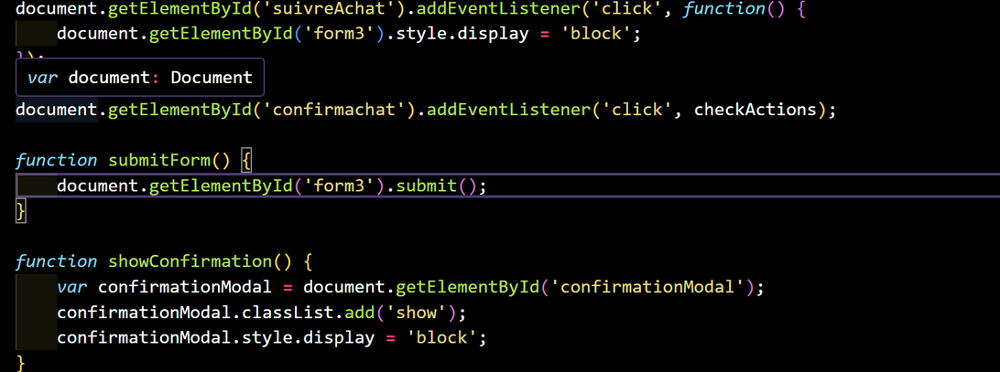 document.getElementById('suivreAchat').addEventListener('click', function() {
    document.getElementById('form3').style.display = 'block';
});
var document: Document
document.getElementById('confirmachat').addEventListener('click', checkActions);
function submitForm() {
    document.getElementById('form3').submit();
}
function showConfirmation() {
    var confirmationModal = document.getElementById('confirmationModal');
    confirmationModal.classList.add('show');
    confirmationModal.style.display = 'block';
}